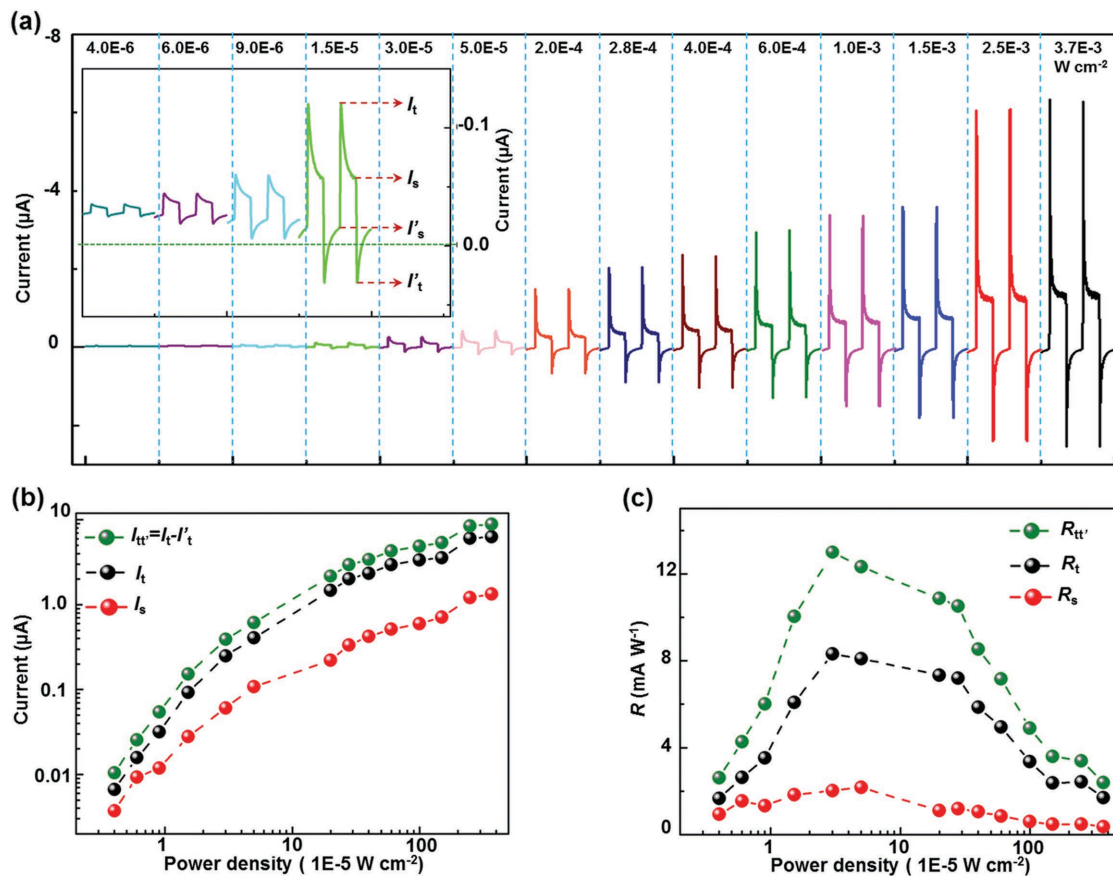 (a)
4.0E-6 6.0E-6 9.0E-6 1.5E-5 3.0E-5 5.0E-5 2.0E-4 2.8E-4 4.0E-4 6.0E-4 1.0E-3 1.5E-3 2.5E-3 3.7E-3
W cm⁻²
-8
-4
0
Current (μA)
Iₜ
Iₛ
I'ₛ
I'ₜ
-0.1
0.0
Current (μA)
(b)
10
1.0
0.1
0.01
Current (μA)
Iₜₜ'=Iₜ-I'ₜ
Iₜ
Iₛ
1 10 100
Power density ( 1E-5 W cm⁻²)
(c)
12
8
4
0
R (mA W⁻¹)
Rₜₜ'
Rₜ
Rₛ
1 10 100
Power density ( 1E-5 W cm⁻²)